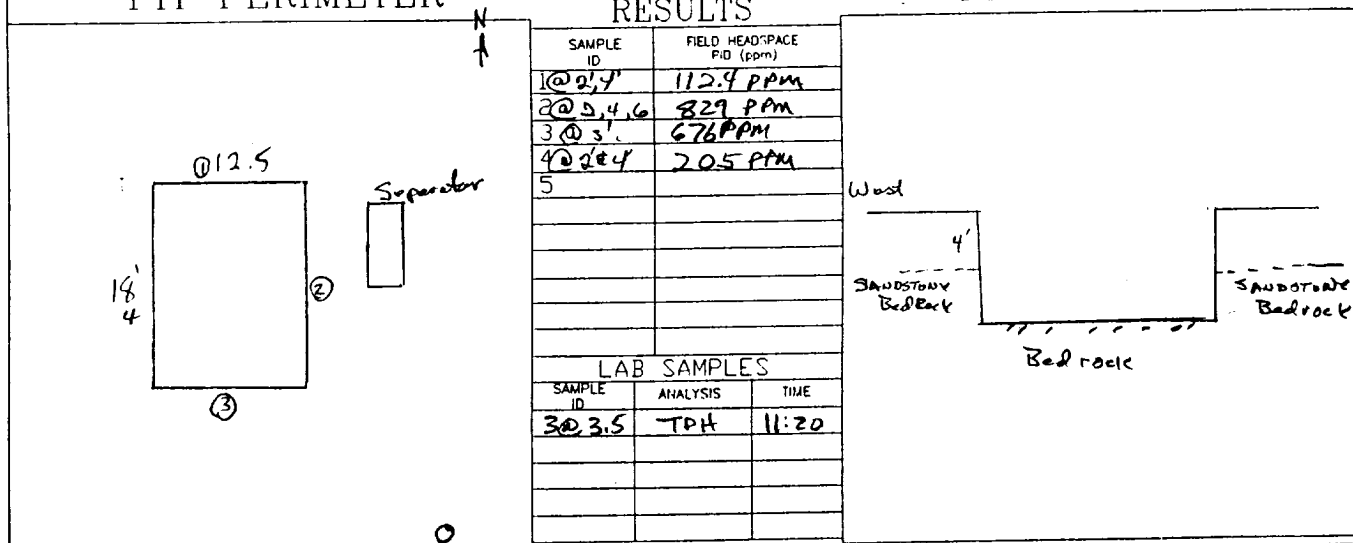 PIT PERIMETER
N
①12.5
Separator
18'
4
②
③
RESULTS
SAMPLE ID FIELD HEADSPACE PID (ppm)
1@ 2',4' 112.4 PPM
2@ 2,4,6 829 PPM
3 @ 3'. 676 PPM
4@ 2'&4' 205 PPM
5
LAB SAMPLES
SAMPLE ID ANALYSIS TIME
3@ 3.5 TPH 11:20
West
4'
SANDSTONE
BedRock
SANDSTONE
Bedrock
Bedrock